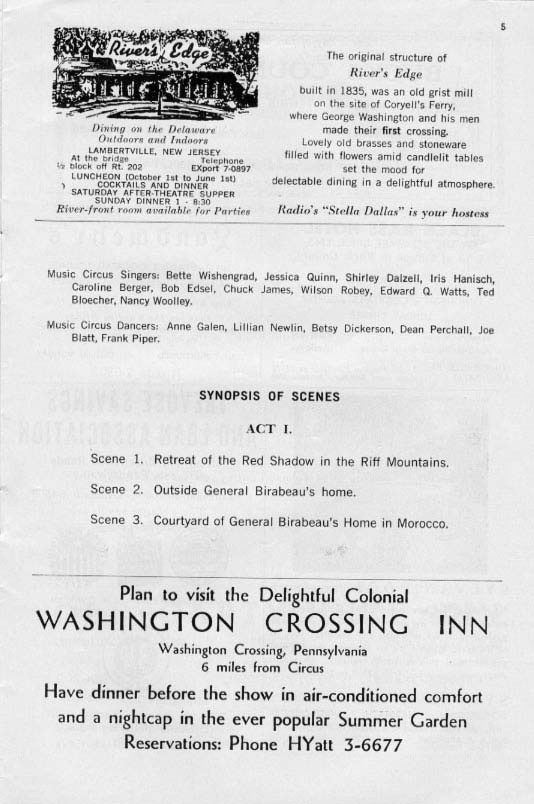 5
River's Edge
Dining on the Delaware
Outdoors and Indoors
LAMBERTVILLE, NEW JERSEY
At the bridge Telephone
½ block off Rt. 202 EXport 7-0897
LUNCHEON (October 1st to June 1st)
COCKTAILS AND DINNER
SATURDAY AFTER-THEATRE SUPPER
SUNDAY DINNER 1 - 8:30
River-front room available for Parties
The original structure of
River's Edge
built in 1835, was an old grist mill
on the site of Coryell's Ferry,
where George Washington and his men
made their first crossing.
Lovely old brasses and stoneware
filled with flowers amid candlelit tables
set the mood for
delectable dining in a delightful atmosphere.
Radio's "Stella Dallas" is your hostess
Music Circus Singers: Bette Wishengrad, Jessica Quinn, Shirley Dalzell, Iris Hanisch,
Caroline Berger, Bob Edsel, Chuck James, Wilson Robey, Edward Q. Watts, Ted
Bloecher, Nancy Woolley.
Music Circus Dancers: Anne Galen, Lillian Newlin, Betsy Dickerson, Dean Perchall, Joe
Blatt, Frank Piper.
SYNOPSIS OF SCENES
ACT I.
Scene 1. Retreat of the Red Shadow in the Riff Mountains.
Scene 2. Outside General Birabeau's home.
Scene 3. Courtyard of General Birabeau's Home in Morocco.
Plan to visit the Delightful Colonial
WASHINGTON CROSSING INN
Washington Crossing, Pennsylvania
6 miles from Circus
Have dinner before the show in air-conditioned comfort
and a nightcap in the ever popular Summer Garden
Reservations: Phone HYatt 3-6677